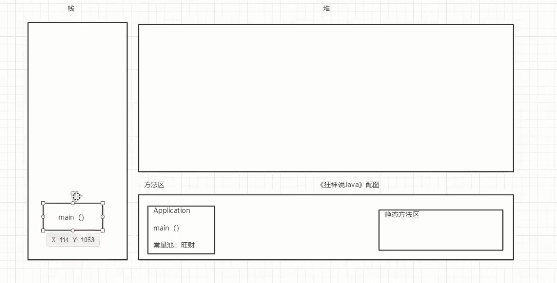 栈
堆
方法区
《狂神说Java》配图
Application
main（）
常量池：旺财
静态方法区
main（）
X: 114 Y: 1053